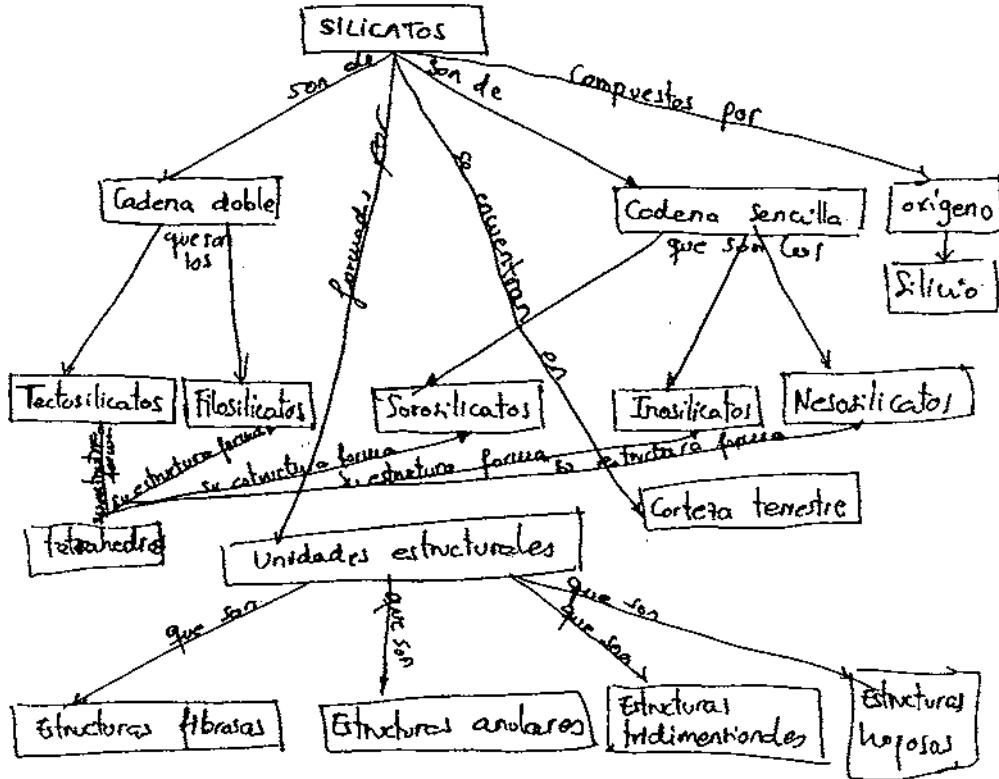 SILICATOS
son de
formados por
se encuentran en
son de
Compuestos por
Cadena doble
Cadena sencilla
oxigeno
que son
los
que son los
Silicio
Tectosilicatos
Filosilicatos
Sorosilicatos
Inosilicatos
Nesosilicatos
su estructura forma
su estructura forma
su estructura forma
su estructura forma
tetrahedro
Unidades estructurales
Corteza terrestre
que son
que son
que son
que son
Estructuras fibrosas
Estructuras anulares
Estructuras
tridimentionales
Estructuras
hojosas